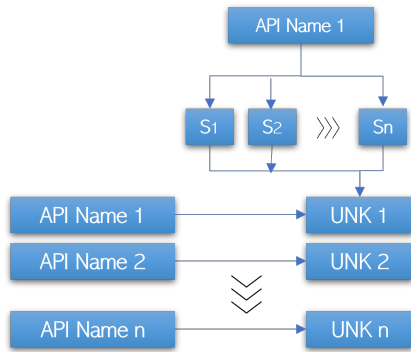 API Name 1
S1 S2 Sn
API Name 1 UNK 1
API Name 2 UNK 2
API Name n UNK n